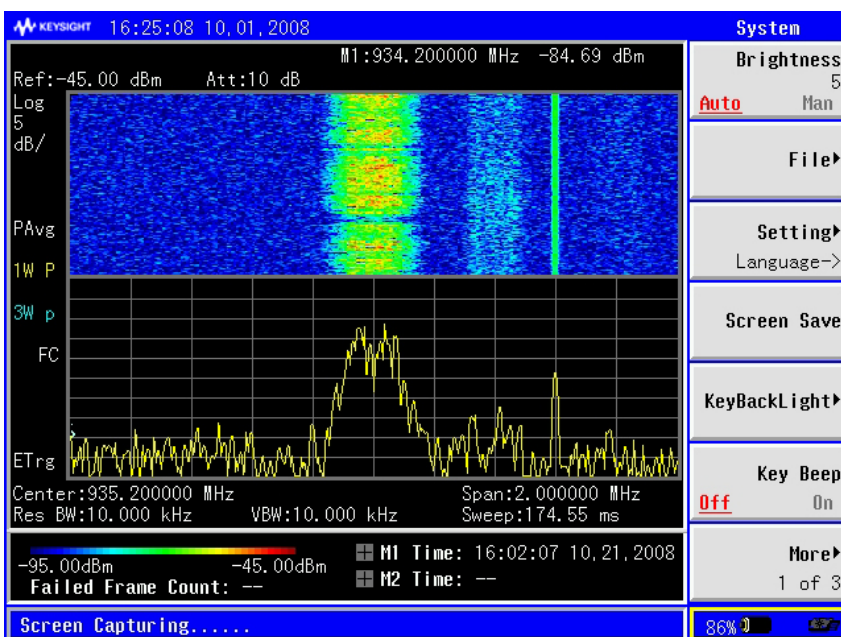 KEYSIGHT 16:25:08 10,01,2008
System
M1:934.200000 MHz -84.69 dBm
Ref:-45.00 dBm Att:10 dB
Log
5
dB/
PAvg
1W P
3W p
FC
ETrg
Center:935.200000 MHz Span:2.000000 MHz
Res BW:10.000 kHz VBW:10.000 kHz Sweep:174.55 ms
-95.00dBm -45.00dBm
Failed Frame Count: --
M1 Time: 16:02:07 10,21,2008
M2 Time: --
Screen Capturing......
Brightness
5
Auto Man
File
Setting
Language->
Screen Save
KeyBackLight
Key Beep
Off On
More
1 of 3
86%